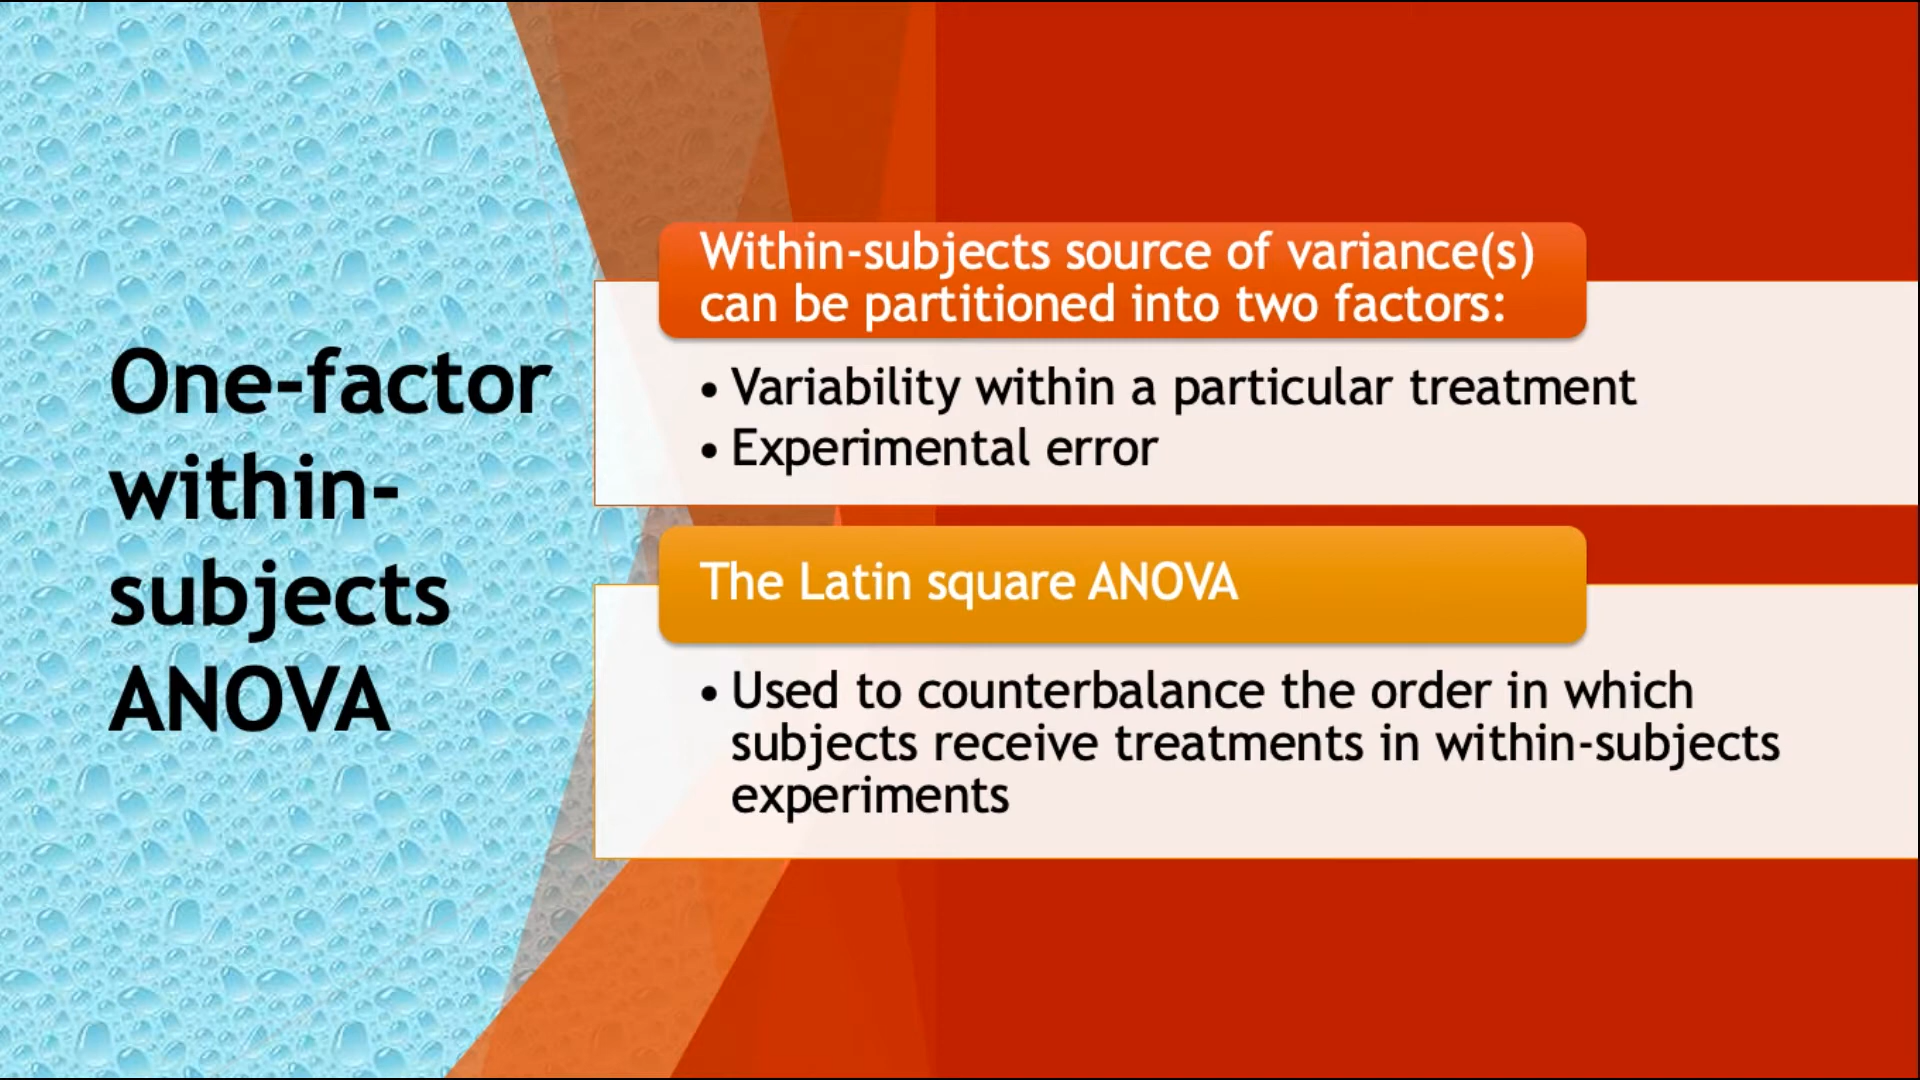 One-factor
within-
subjects
ANOVA
Within-subjects source of variance(s)
can be partitioned into two factors:
• Variability within a particular treatment
• Experimental error
The Latin square ANOVA
• Used to counterbalance the order in which
subjects receive treatments in within-subjects
experiments